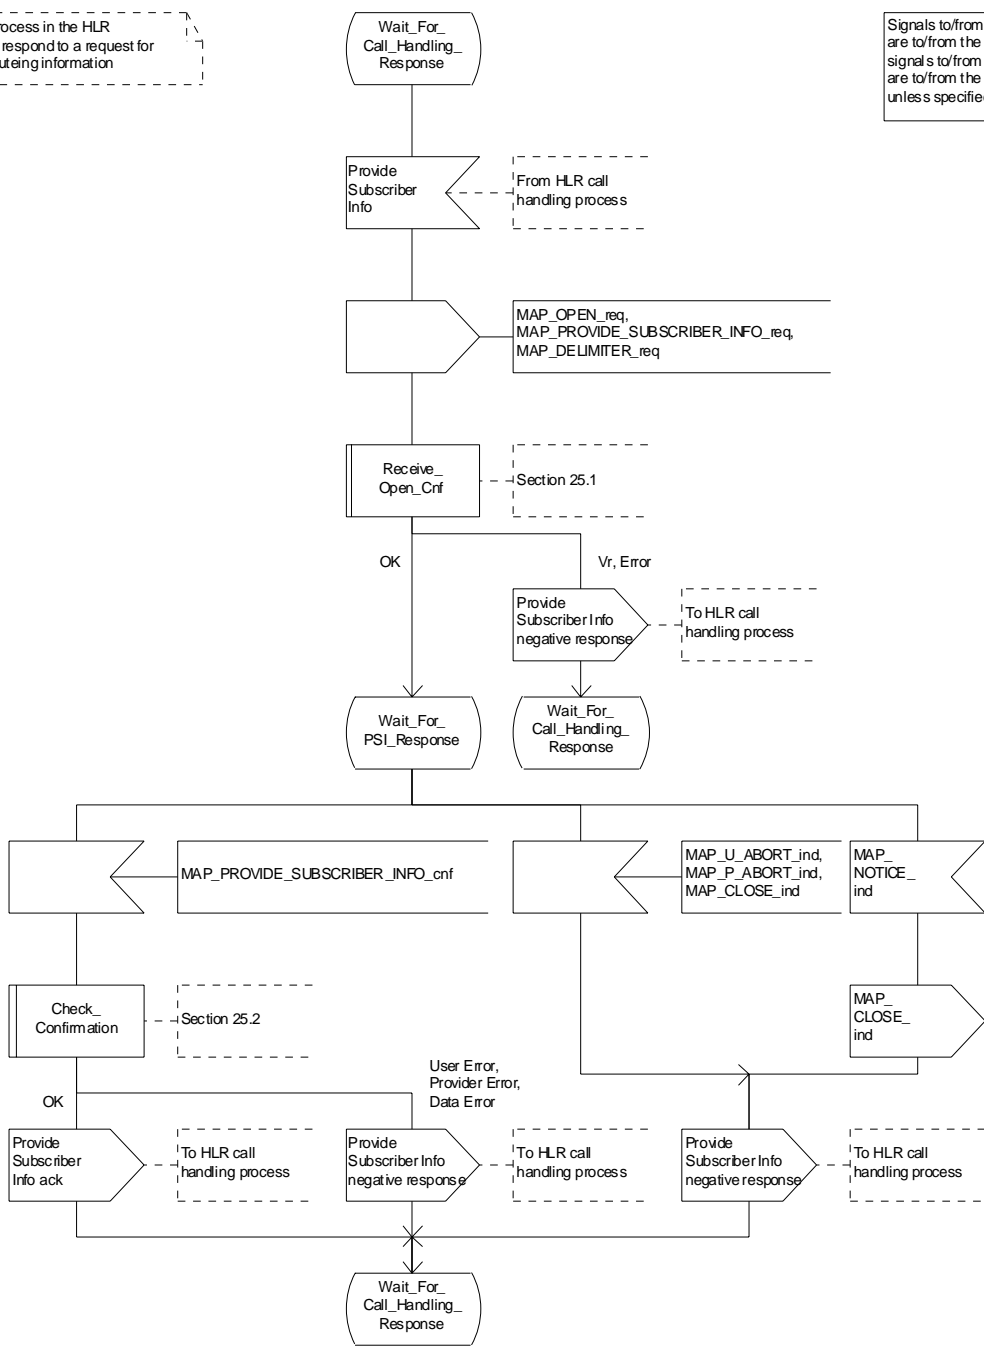 process in the HLR
respond to a request for
information
Wait_For_
Call_Handling_
Response
Signals to/from
are to/from the
signals to/from
are to/from the
unless
Provide
Subscriber
Info
From HLR call
handling process
MAP_OPEN_req,
MAP_PROVIDE_SUBSCRIBER_INFO_req,
MAP_DELIMITER_req
Receive_
Open_Cnf
Section 25.1
OK
Vr, Error
Provide
Subscriber Info
negative response
To HLR call
handling process
Wait_For_
PSI_Response
Wait_For_
Call_Handling_
Response
MAP_PROVIDE_SUBSCRIBER_INFO_cnf
MAP_U_ABORT_ind,
MAP_P_ABORT_ind,
MAP_CLOSE_ind
MAP_
NOTICE_
ind
Check_
Confirmation
Section 25.2
MAP_
CLOSE_
ind
OK
User Error,
Provider Error,
Data Error
Provide
Subscriber
Info ack
To HLR call
handling process
Provide
Subscriber Info
negative response
To HLR call
handling process
Provide
Subscriber Info
negative response
To HLR call
handling process
Wait_For_
Call_Handling_
Response